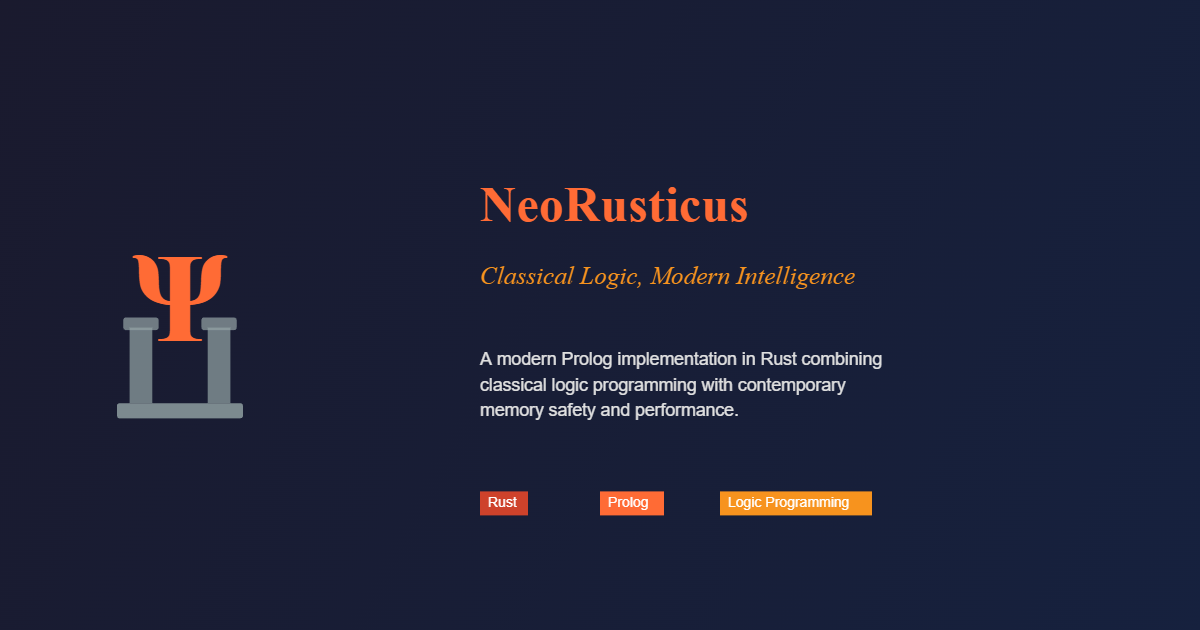 NeoRusticus
Classical Logic, Modern Intelligence
Ψ
A modern Prolog implementation in Rust combining
classical logic programming with contemporary
memory safety and performance.
Rust
Prolog
Logic Programming